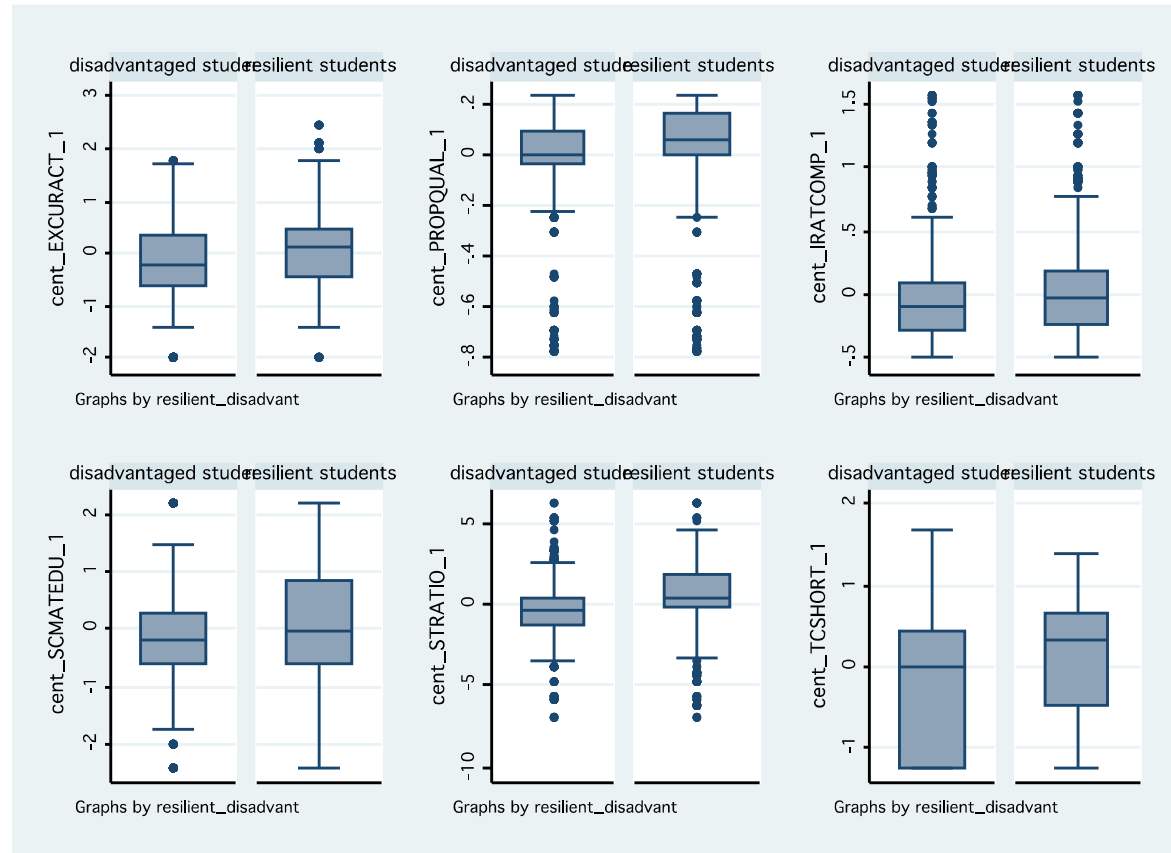 disadvantaged stude resilient students
cent_EXCURACT_1
3
2
1
0
-1
-2
Graphs by resilient_disadvant
disadvantaged stude resilient students
cent_PROPQUAL_1
.2
0
-.2
-.4
-.6
-.8
Graphs by resilient_disadvant
disadvantaged stude resilient students
cent_IRATCOMP_1
1.5
1
.5
0
-.5
Graphs by resilient_disadvant
disadvantaged stude resilient students
cent_SCMATEDU_1
2
1
0
-1
-2
Graphs by resilient_disadvant
disadvantaged stude resilient students
cent_STRATIO_1
5
0
-5
-10
Graphs by resilient_disadvant
disadvantaged stude resilient students
cent_TCSHORT_1
2
1
0
-1
Graphs by resilient_disadvant